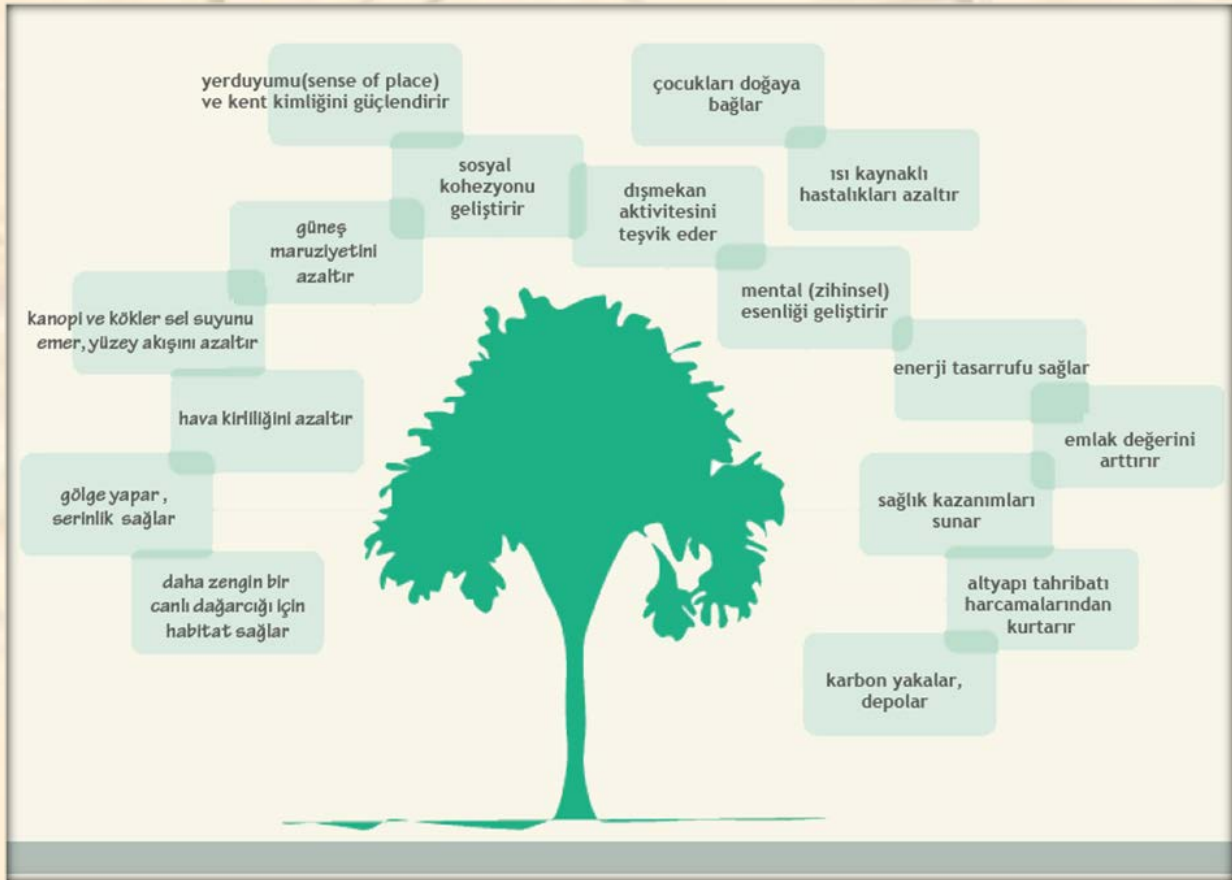 yerduyumu(sense of place)
ve kent kimliğini güçlendirir
sosyal
kohezyonu
geliştirir
güneş
maruziyetini
azaltır
kanopi ve kökler sel suyunu
emer, yüzey akışını azaltır
hava kirliliğini azaltır
gölge yapar ,
serinlik sağlar
daha zengin bir
canlı dağarcığı için
habitat sağlar
çocukları doğaya
bağlar
ısı kaynaklı
hastalıkları azaltır
dışmekan
aktivitesini
teşvik eder
mental (zihinsel)
esenliği geliştirir
enerji tasarrufu sağlar
emlak değerini
arttırır
sağlık kazanımları
sunar
altyapı tahribatı
harcamalarından
kurtarır
karbon yakalar,
depolar